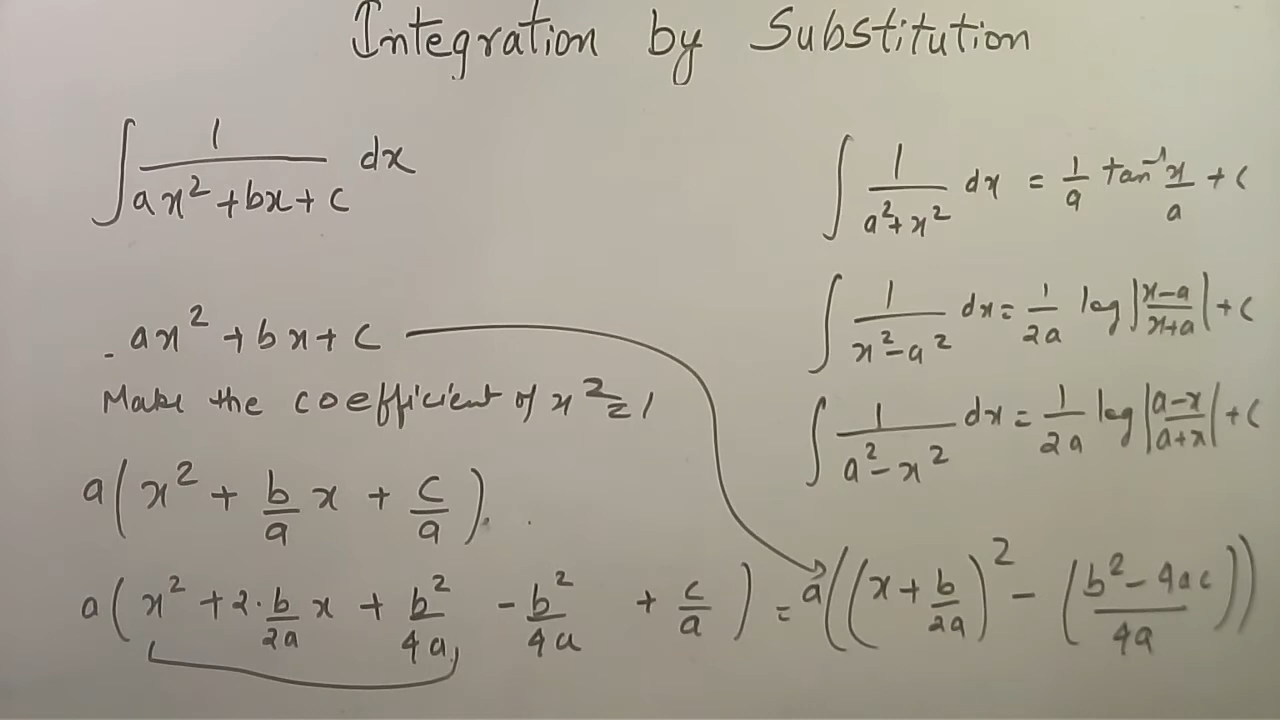 Integration by Substitution
∫ 1/(ax² + bx + c) dx
ax² + bx + c
Make the coefficient of x² = 1
a(x² + b/a x + c/a).
a(x² + 2·b/2a x + b²/4a, - b²/4a + c/a) = a((x + b/2a)² - (b² - 4ac/4a))
∫ 1/(a² + x²) dx = 1/a tan⁻¹ x/a + c
∫ 1/(x² - a²) dx = 1/2a log |x-a/x+a| + c
∫ 1/(a² - x²) dx = 1/2a log |a-x/a+x| + c